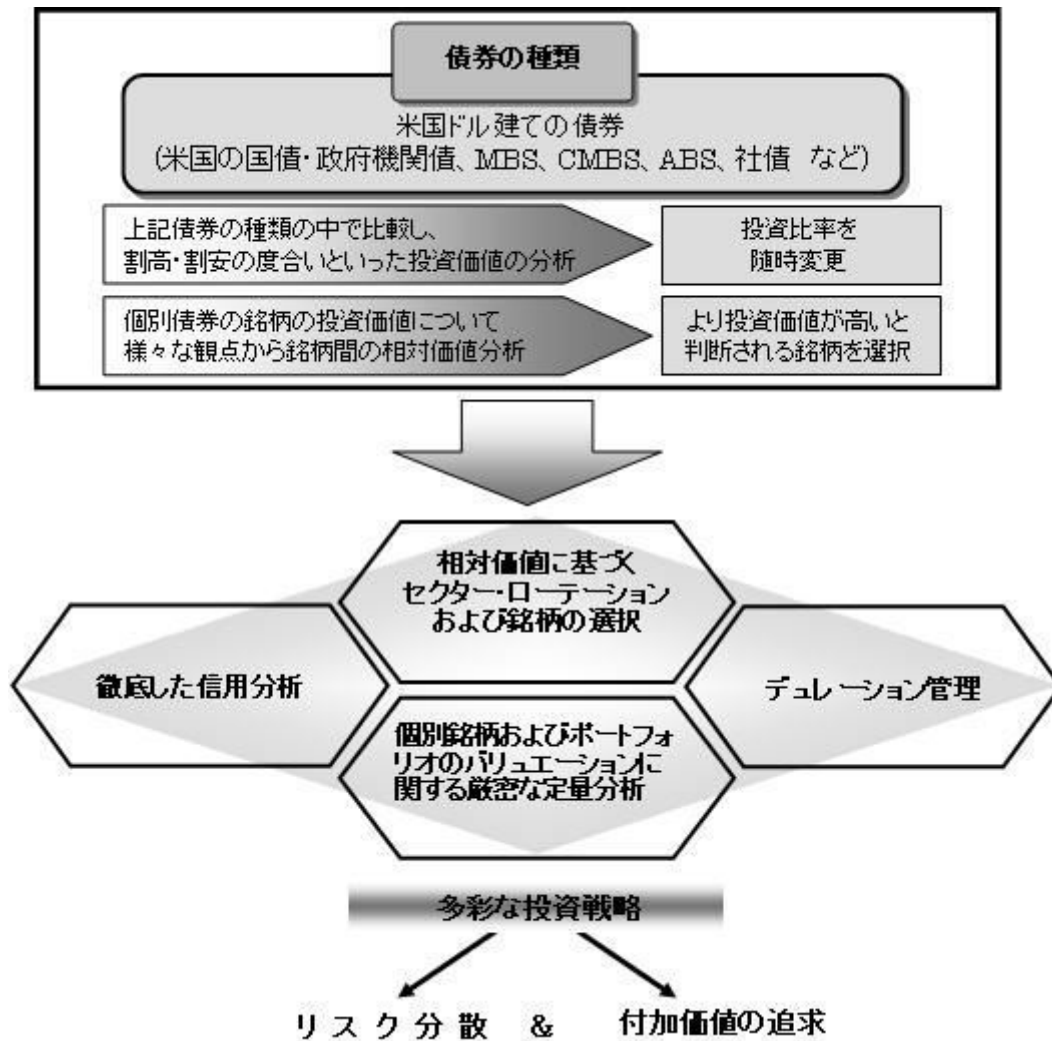 債券の種類
米国ドル建ての債券
(米国の国債・政府機関債、MBS、CMBS、ABS、社債 など)
上記債券の種類の中で比較し、
割高・割安の度合いといった投資価値の分析
投資比率を
随時変更
個別債券の銘柄の投資価値について
様々な観点から銘柄間の相対価値分析
より投資価値が高いと
判断される銘柄を選択
相対価値に基づく
セクター・ローテーション
および銘柄の選択
徹底した信用分析
デュレーション管理
個別銘柄およびポートフォ
リオのバリュエーションに
関する厳密な定量分析
多彩な投資戦略
リスク分散 & 付加価値の追求